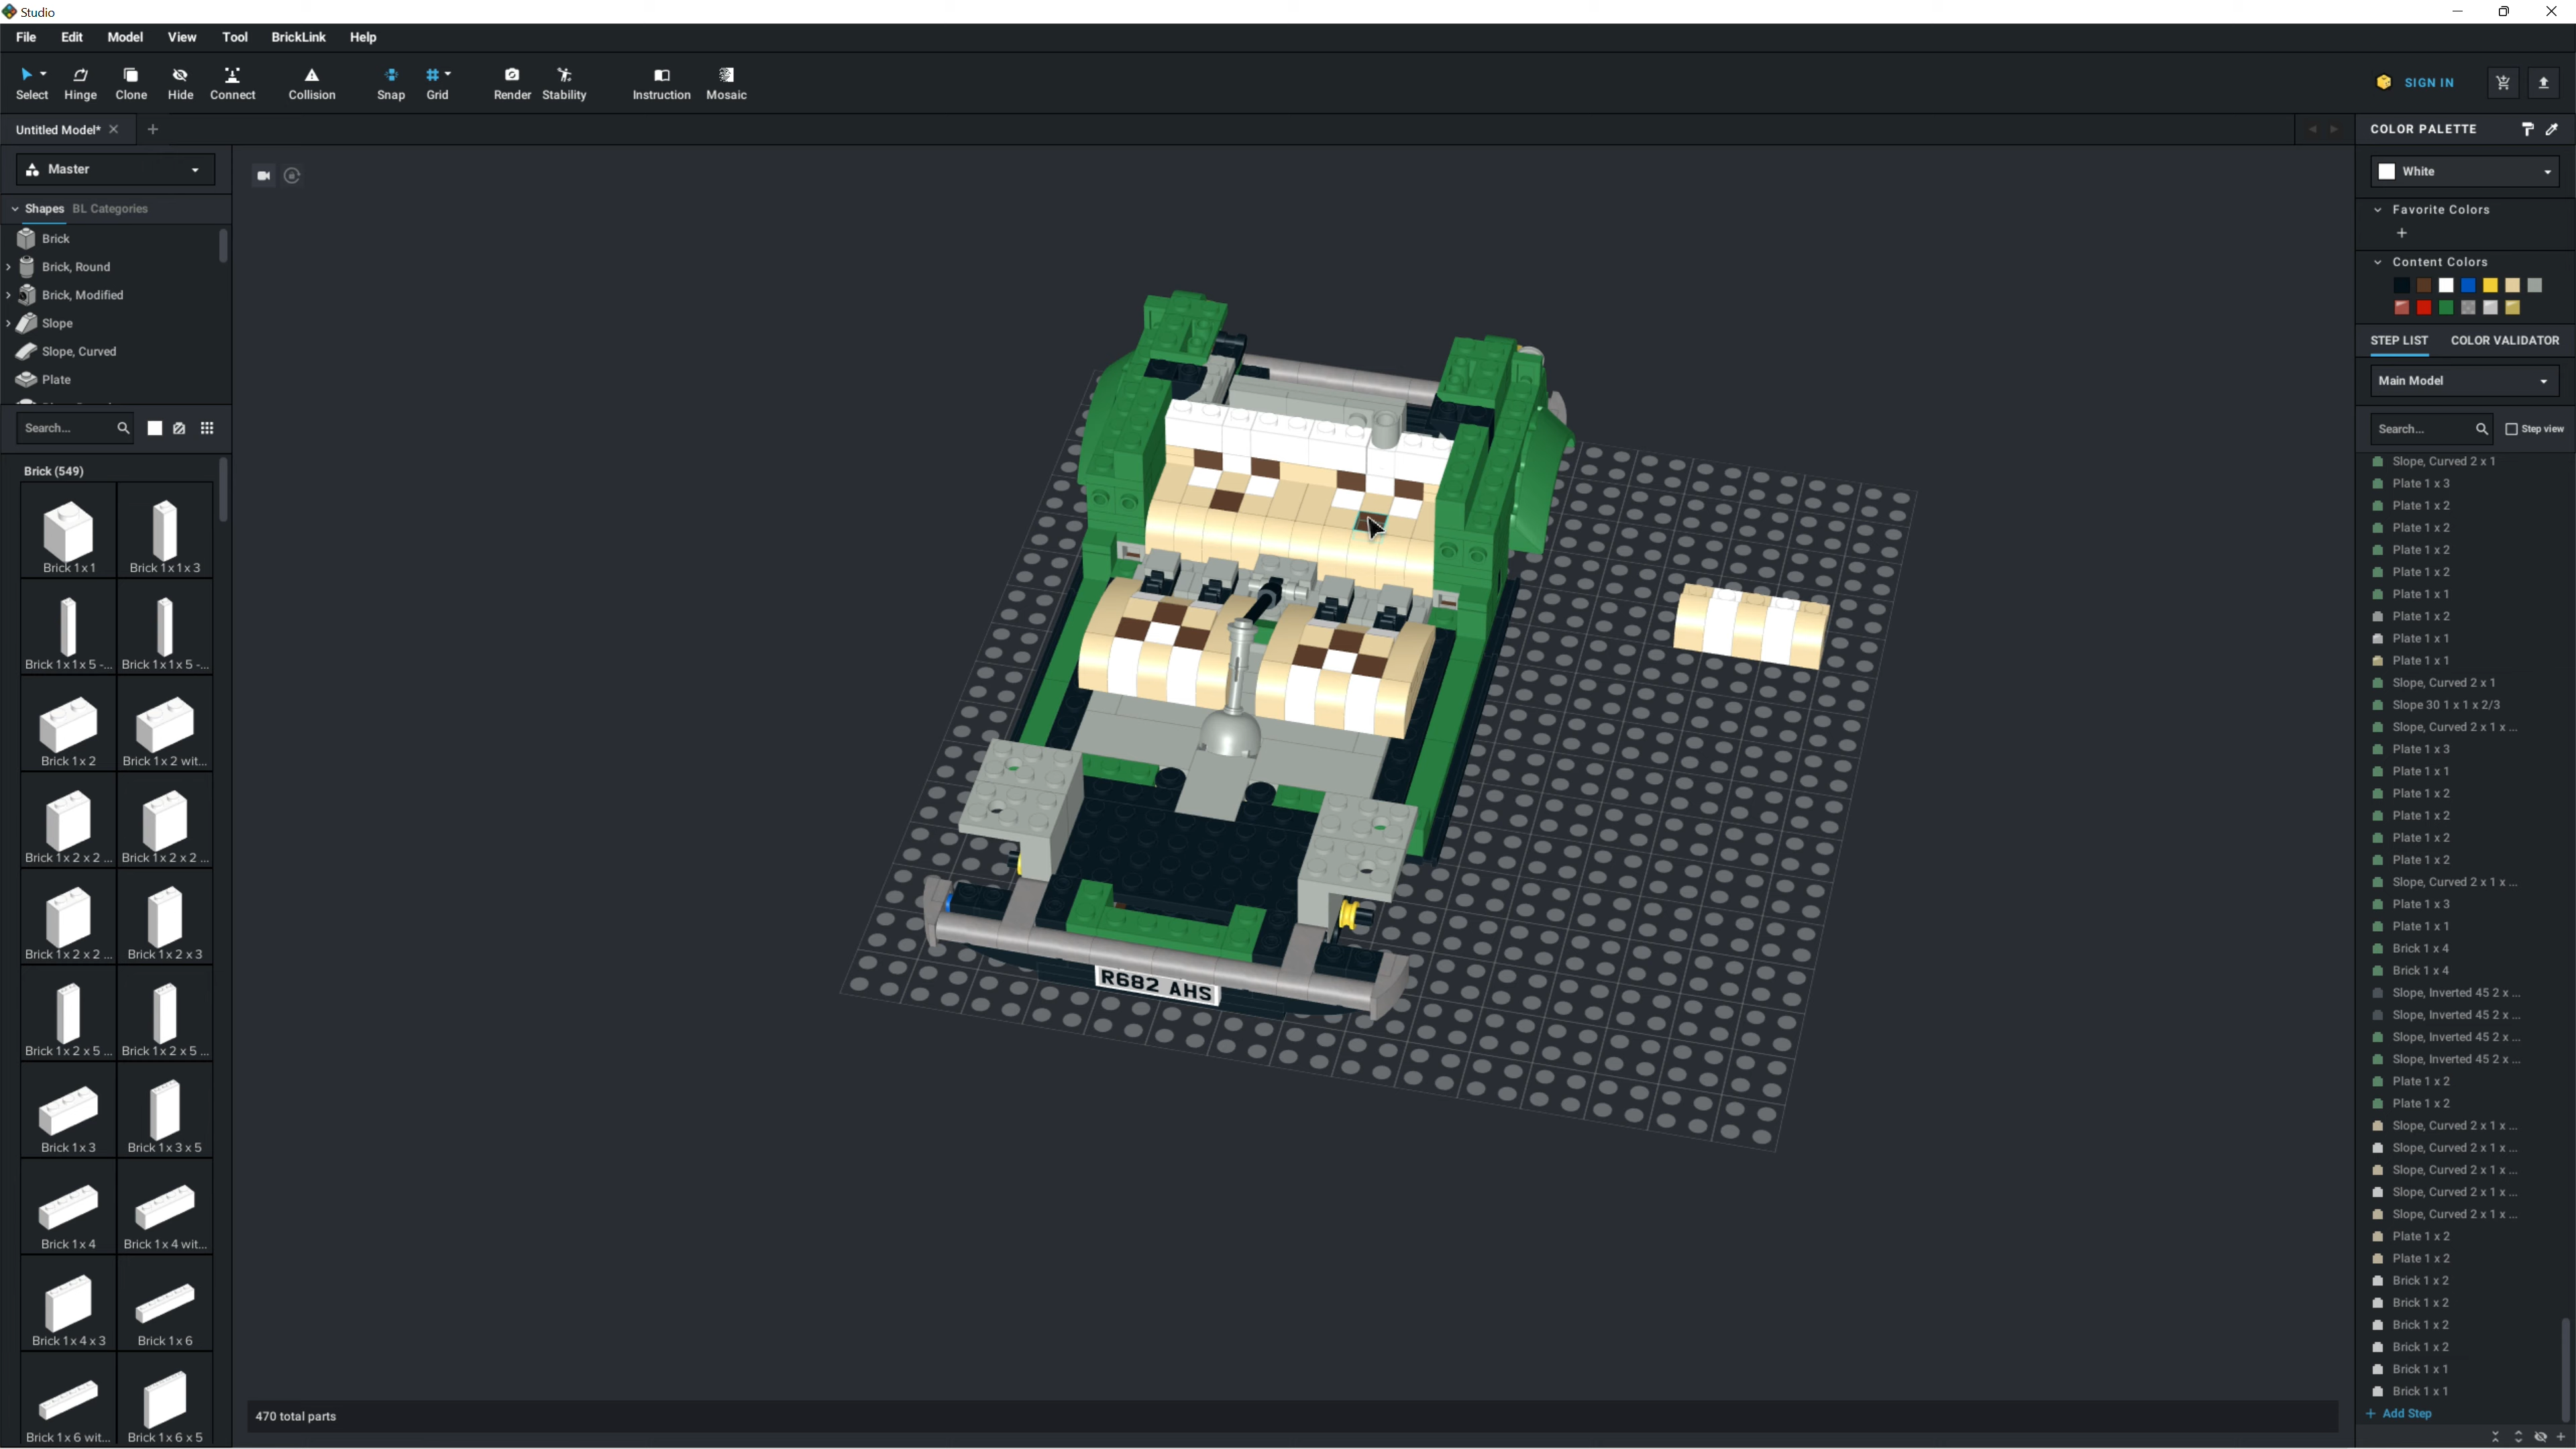 Studio
File Edit Model View Tool BrickLink Help
Select Hinge Clone Hide Connect Collision Snap Grid Render Stability Instruction Mosaic
SIGN IN
Untitled Model*
Master
Shapes BL Categories
Brick
Brick, Round
Brick, Modified
Slope
Slope, Curved
Plate
Search...
Brick (549)
Brick 1 x 1 Brick 1 x 1 x 3
Brick 1 x 1 x 5 -... Brick 1 x 1 x 5 -...
Brick 1 x 2 Brick 1 x 2 wit...
Brick 1 x 2 x 2 ... Brick 1 x 2 x 2 ...
Brick 1 x 2 x 2 ... Brick 1 x 2 x 3
Brick 1 x 2 x 5 ... Brick 1 x 2 x 5 ...
Brick 1 x 3 Brick 1 x 3 x 5
Brick 1 x 4 Brick 1 x 4 wit...
Brick 1 x 4 x 3 Brick 1 x 6
Brick 1 x 6 wit... Brick 1 x 6 x 5
R682 AHS
470 total parts
COLOR PALETTE
White
Favorite Colors
Content Colors
STEP LIST COLOR VALIDATOR
Main Model
Search... Step view
Slope, Curved 2 x 1
Plate 1 x 3
Plate 1 x 2
Plate 1 x 2
Plate 1 x 2
Plate 1 x 2
Plate 1 x 1
Plate 1 x 2
Plate 1 x 1
Plate 1 x 1
Slope, Curved 2 x 1
Slope 30 1 x 1 x 2/3
Slope, Curved 2 x 1 x ...
Plate 1 x 3
Plate 1 x 1
Plate 1 x 2
Plate 1 x 2
Plate 1 x 2
Plate 1 x 2
Slope, Curved 2 x 1 x ...
Plate 1 x 3
Plate 1 x 1
Brick 1 x 4
Brick 1 x 4
Slope, Inverted 45 2 x ...
Slope, Inverted 45 2 x ...
Slope, Inverted 45 2 x ...
Slope, Inverted 45 2 x ...
Plate 1 x 2
Plate 1 x 2
Slope, Curved 2 x 1 x ...
Slope, Curved 2 x 1 x ...
Slope, Curved 2 x 1 x ...
Slope, Curved 2 x 1 x ...
Slope, Curved 2 x 1 x ...
Plate 1 x 2
Plate 1 x 2
Brick 1 x 2
Brick 1 x 2
Brick 1 x 2
Brick 1 x 2
Brick 1 x 1
Brick 1 x 1
+ Add Step